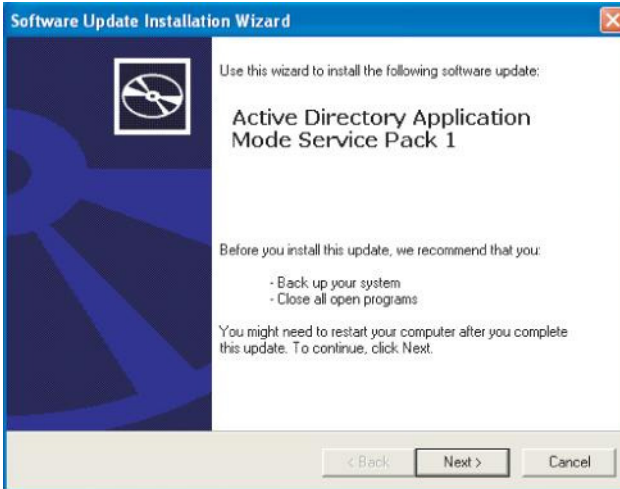 Software Update Installation Wizard
Use this wizard to install the following software update:
Active Directory Application
Mode Service Pack 1
Before you install this update, we recommend that you:
- Back up your system
- Close all open programs
You might need to restart your computer after you complete
this update. To continue, click Next.
< Back
Next >
Cancel